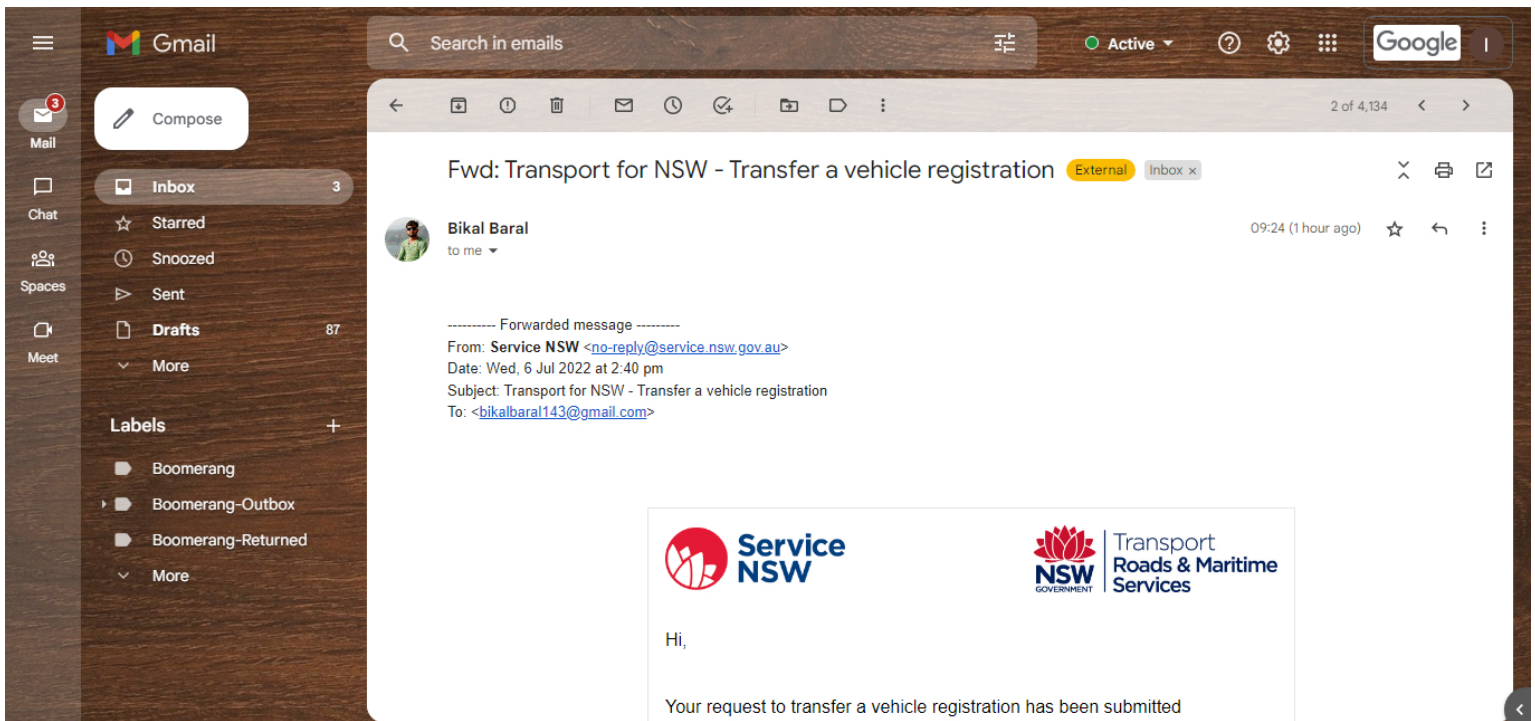 Gmail
Search in emails
Active
Google
I
3
Mail
Chat
Spaces
Meet
Compose
Inbox 3
Starred
Snoozed
Sent
Drafts 87
More
Labels +
Boomerang
Boomerang-Outbox
Boomerang-Returned
More
2 of 4,134
Fwd: Transport for NSW - Transfer a vehicle registration External Inbox x
Bikal Baral
09:24 (1 hour ago)
to me
---------- Forwarded message ---------
From: Service NSW <no-reply@service.nsw.gov.au>
Date: Wed, 6 Jul 2022 at 2:40 pm
Subject: Transport for NSW - Transfer a vehicle registration
To: <bikalbaral143@gmail.com>
Service
NSW
NSW
GOVERNMENT
Transport
Roads & Maritime
Services
Hi,
Your request to transfer a vehicle registration has been submitted